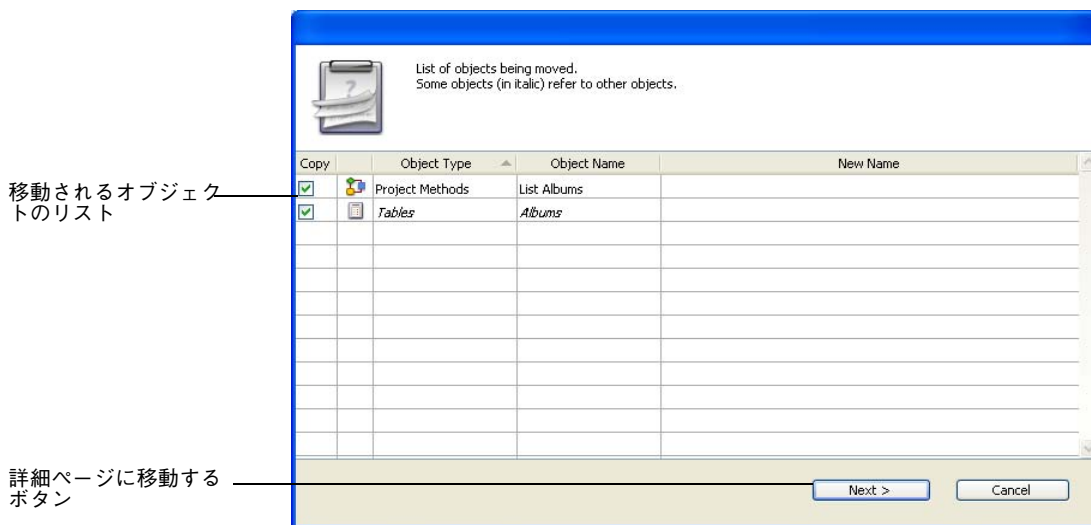 List of objects being moved.
Some objects (in italic) refer to other objects.
Copy Object Type Object Name New Name
Project Methods List Albums
Tables Albums
移動されるオブジェク
トのリスト
詳細ページに移動する
ボタン
Next > Cancel